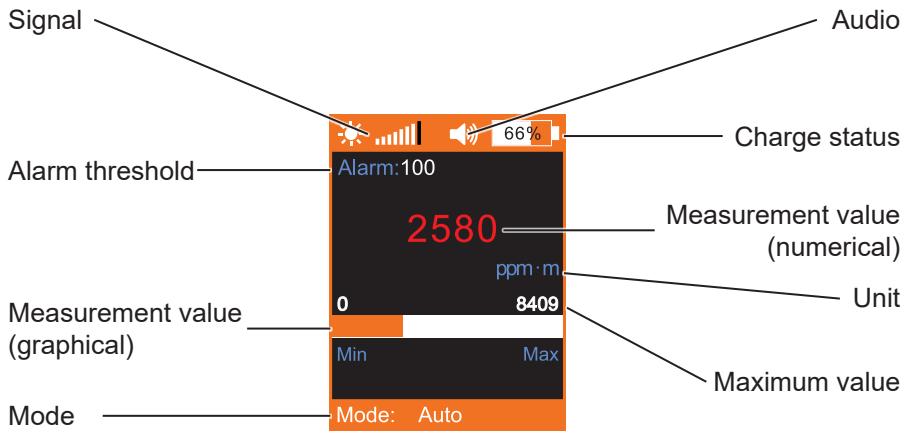 Signal
Audio
66%
Charge status
Alarm threshold
Alarm:100
2580
Measurement value
(numerical)
ppm·m
Unit
0 8409
Measurement value
(graphical)
Min Max
Maximum value
Mode
Mode: Auto